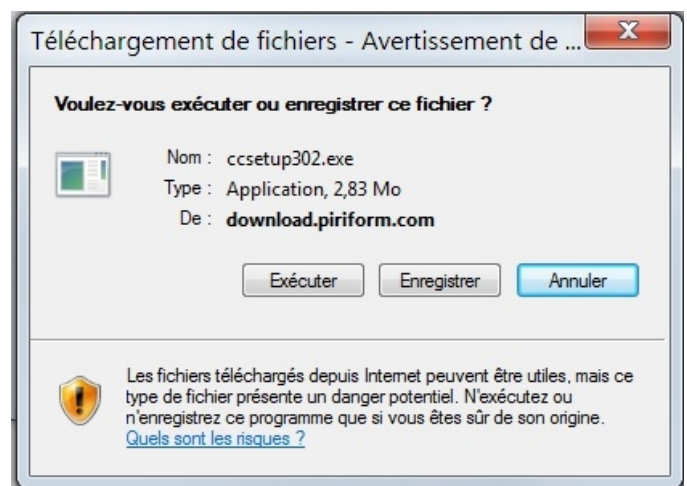 Téléchargement de fichiers - Avertissement de ...
X
Voulez-vous exécuter ou enregistrer ce fichier ?
Nom : ccsetup302.exe
Type : Application, 2,83 Mo
De : download.piriform.com
Exécuter Enregistrer Annuler
Les fichiers téléchargés depuis Internet peuvent être utiles, mais ce
type de fichier présente un danger potentiel. N'exécutez ou
n'enregistrez ce programme que si vous êtes sûr de son origine.
Quels sont les risques ?